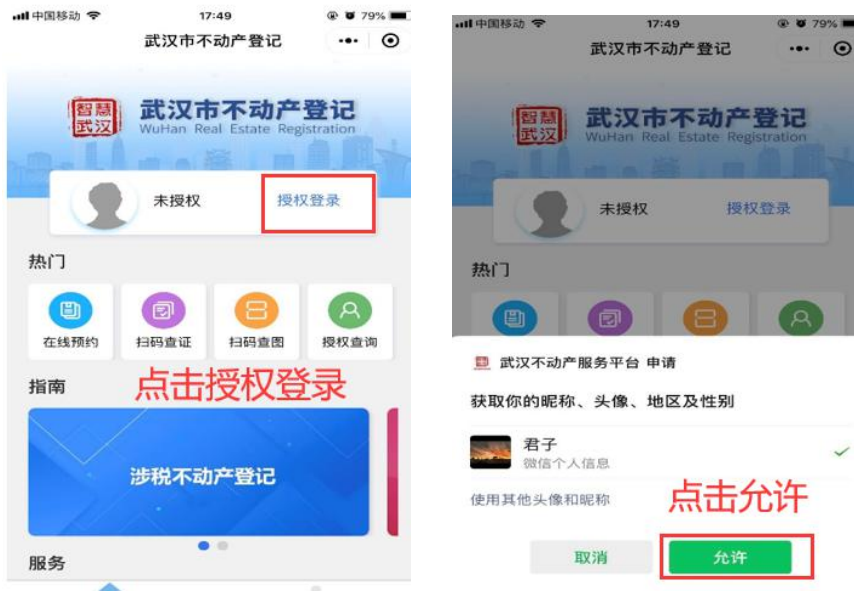 中国移动
17:49
79%
武汉市不动产登记
智慧
武汉
武汉市不动产登记
WuHan Real Estate Registration
未授权
授权登录
热门
在线预约
扫码查证
扫码查图
授权查询
指南
点击授权登录
涉税不动产登记
服务
中国移动
17:49
79%
武汉市不动产登记
智慧
武汉
武汉市不动产登记
WuHan Real Estate Registration
未授权
授权登录
热门
武汉不动产服务平台 申请
获取你的昵称、头像、地区及性别
君子
微信个人信息
使用其他头像和昵称
点击允许
取消
允许